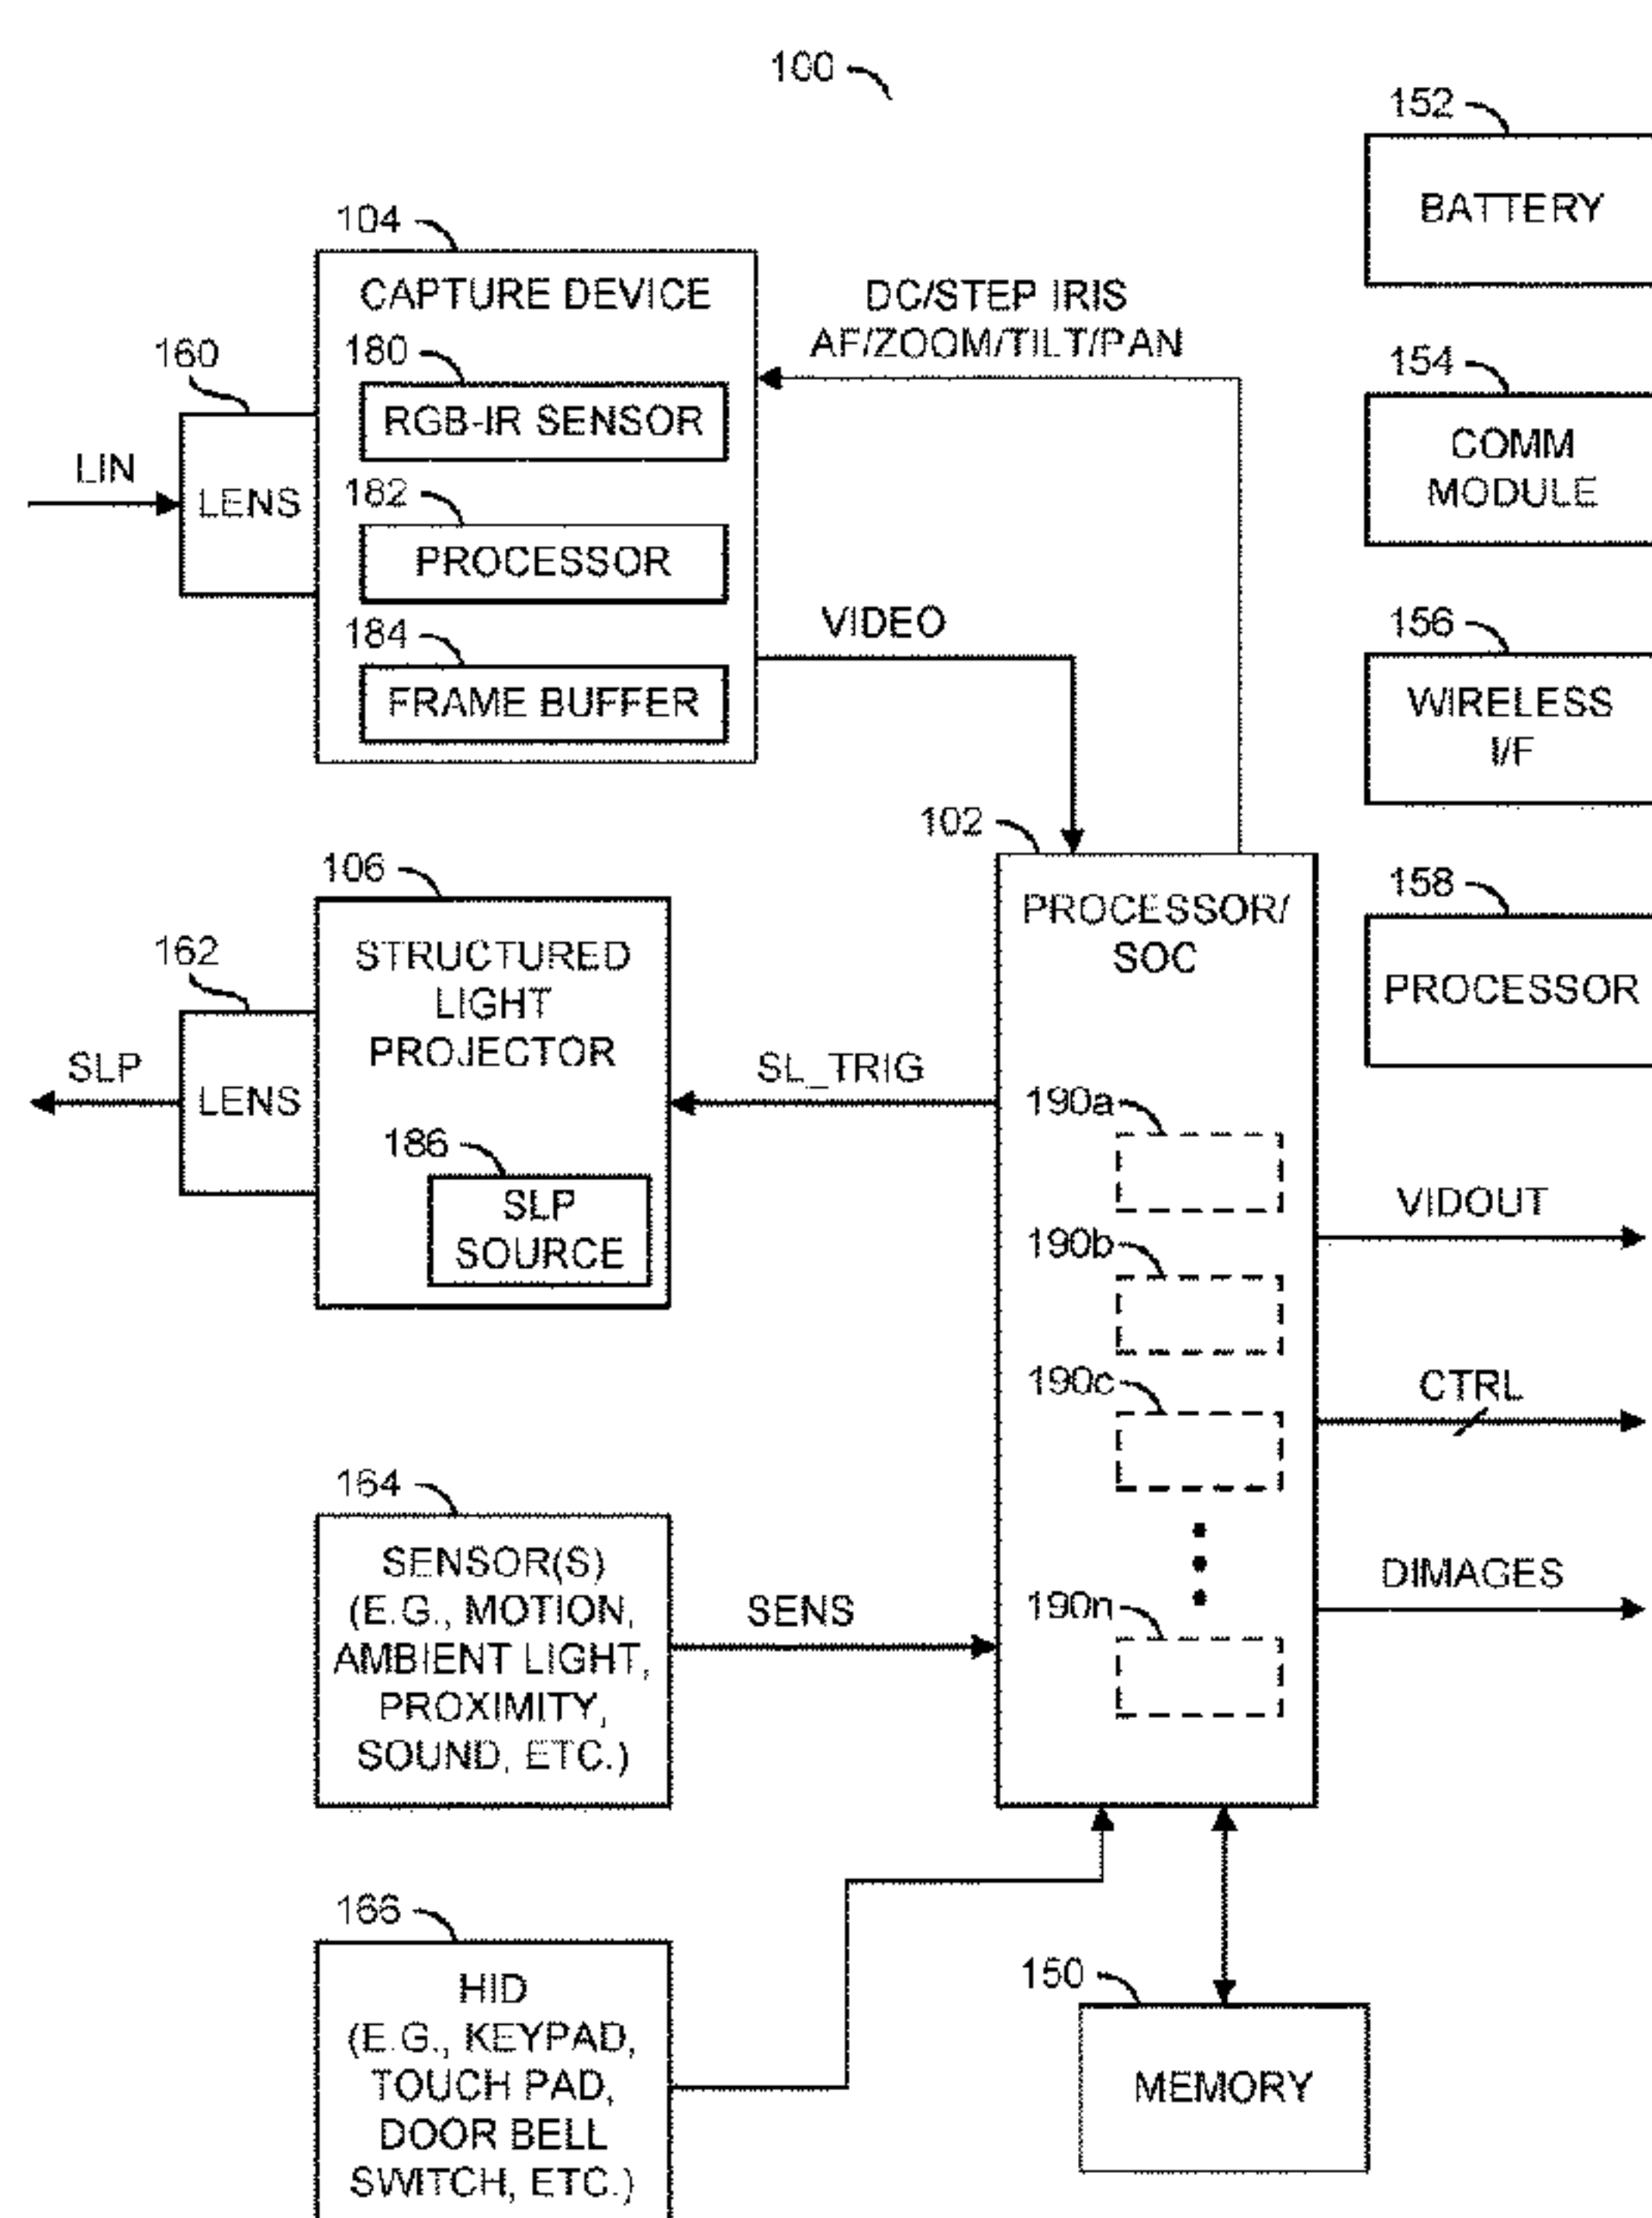 100
152
BATTERY
104
CAPTURE DEVICE
DC/STEP IRIS
AF/ZOOM/TILT/PAN
160
180
RGB-IR SENSOR
154
COMM
MODULE
LIN
LENS
182
PROCESSOR
184
FRAME BUFFER
VIDEO
156
WIRELESS
I/F
102
PROCESSOR/
SOC
158
PROCESSOR
106
STRUCTURED
LIGHT
PROJECTOR
162
SLP
LENS
SL_TRIG
186
SLP
SOURCE
190a
190b
190c
190n
VIDOUT
CTRL
DIMAGES
164
SENSOR(S)
(E.G., MOTION,
AMBIENT LIGHT,
PROXIMITY,
SOUND, ETC.)
SENS
166
HID
(E.G., KEYPAD,
TOUCH PAD,
DOOR BELL
SWITCH, ETC.)
150
MEMORY